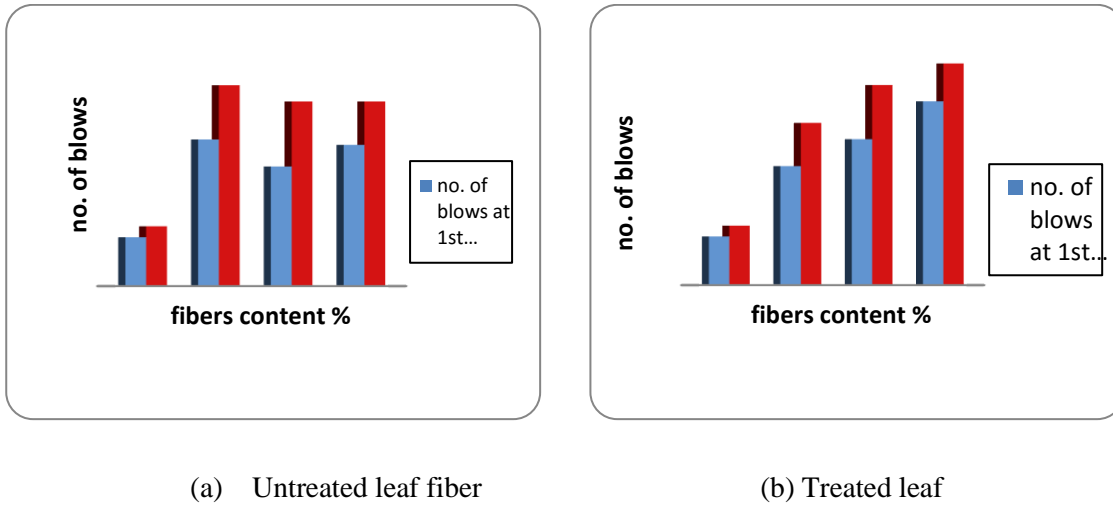 no. of blows
no. of
blows at
1st...
fibers content %
no. of blows
no. of
blows
at 1st...
fibers content %
(a) Untreated leaf fiber
(b) Treated leaf